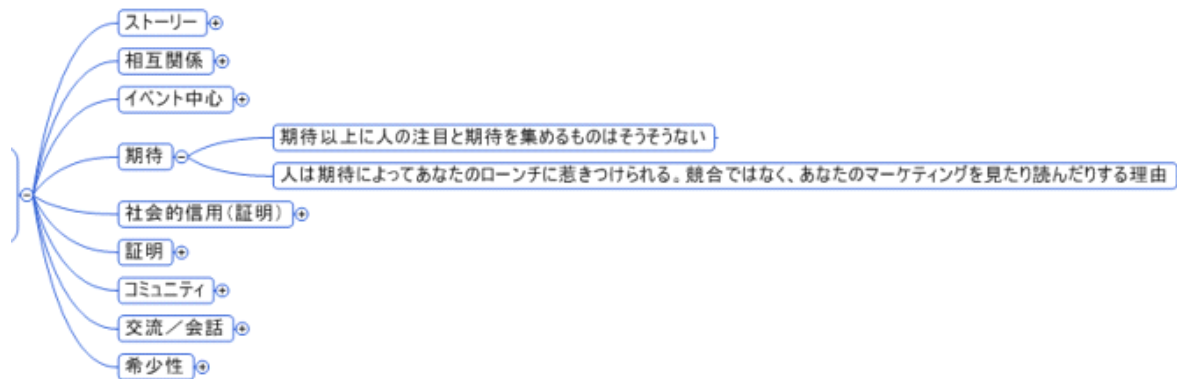 ストーリー
相互関係
イベント中心
期待
期待以上に人の注目と期待を集めるものはそうそうない
人は期待によってあなたのローンチに惹きつけられる。競合ではなく、あなたのマーケティングを見たり読んだりする理由
社会的信用(証明)
証明
コミュニティ
交流／会話
希少性